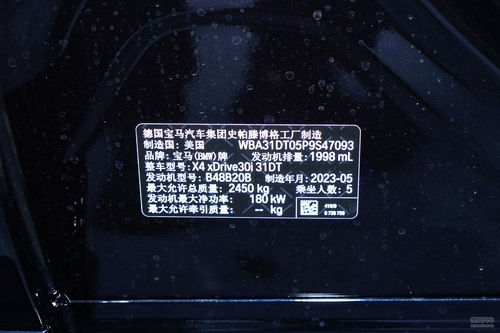 德国宝马汽车集团史帕滕博格工厂制造
制造国：美国 WBA31DT05P9S47093
品牌：宝马(BMW)牌 发动机排量：1998 mL
车型：X4 xDrive30i 31DT
发动机型号：B48B20B 制造年月：2023-05
最大允许总质量：2450 kg 乘坐人数：5
发动机最大净功率：180 kW
最大允许牵引质量：-- kg